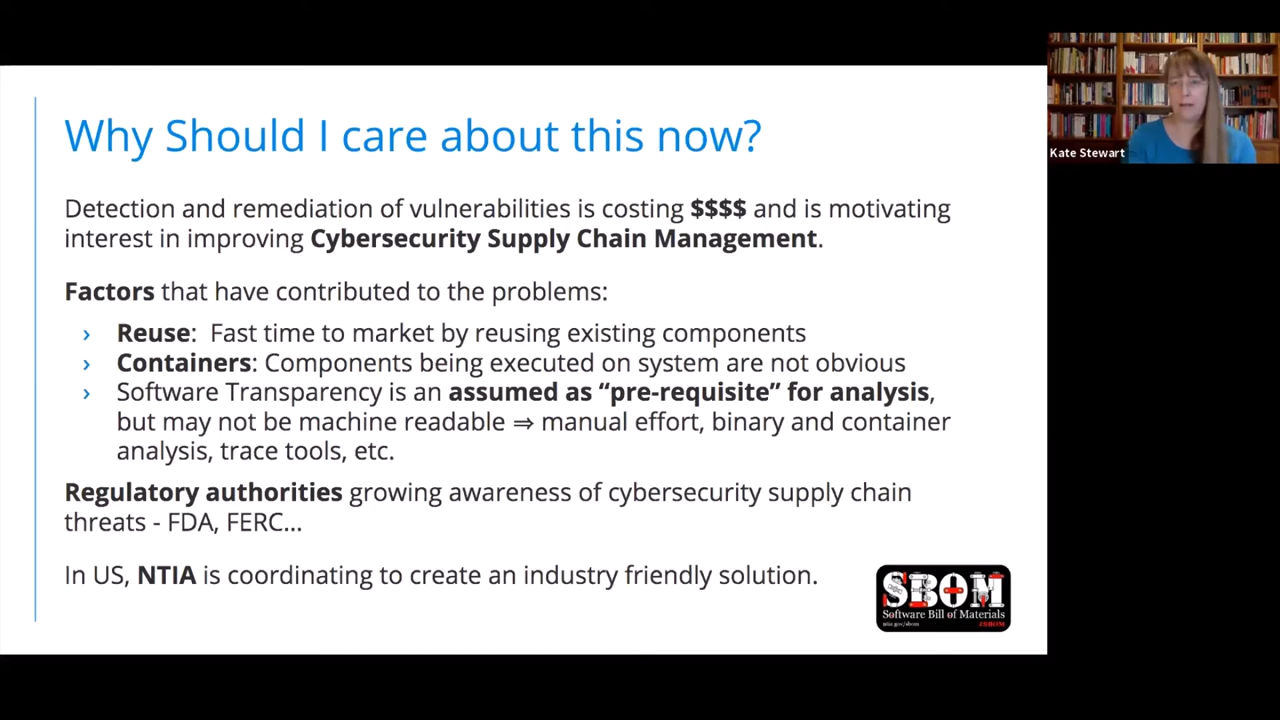 Why Should I care about this now?
Detection and remediation of vulnerabilities is costing $$$$ and is motivating
interest in improving Cybersecurity Supply Chain Management.
Factors that have contributed to the problems:
› Reuse: Fast time to market by reusing existing components
› Containers: Components being executed on system are not obvious
› Software Transparency is an assumed as “pre-requisite” for analysis,
but may not be machine readable ⇒ manual effort, binary and container
analysis, trace tools, etc.
Regulatory authorities growing awareness of cybersecurity supply chain
threats - FDA, FERC...
In US, NTIA is coordinating to create an industry friendly solution.
SBOM
Software Bill of Materials
ntia.gov/sbom #SBOM
Kate Stewart